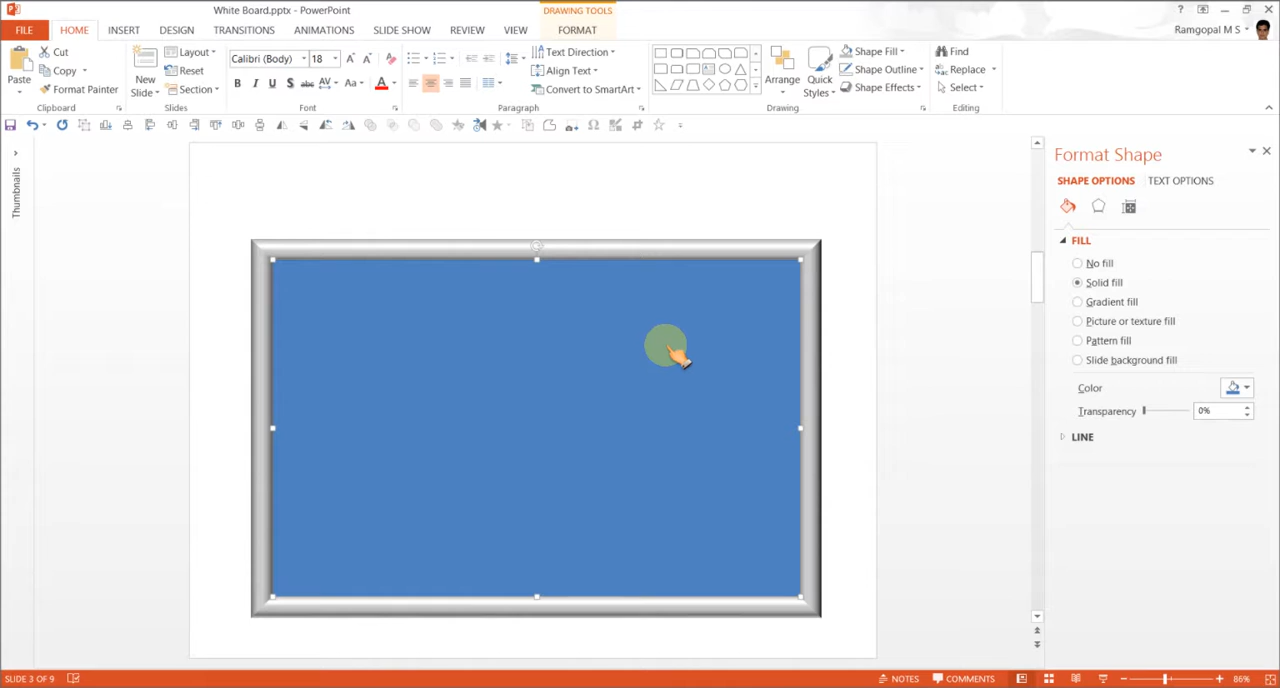 White Board.pptx - PowerPoint
DRAWING TOOLS
?
FILE
HOME
INSERT
DESIGN
TRANSITIONS
ANIMATIONS
SLIDE SHOW
REVIEW
VIEW
FORMAT
Ramgopal M S
Paste
Cut
Copy
Format Painter
Clipboard
New
Slide
Layout
Reset
Section
Slides
Calibri (Body)
18
B I U S abc AV Aa A
Font
Text Direction
Align Text
Convert to SmartArt
Paragraph
Arrange
Quick
Styles
Shape Fill
Shape Outline
Shape Effects
Drawing
Find
Replace
Select
Editing
Thumbnails
Format Shape
SHAPE OPTIONS
TEXT OPTIONS
FILL
No fill
Solid fill
Gradient fill
Picture or texture fill
Pattern fill
Slide background fill
Color
Transparency
0%
LINE
SLIDE 3 OF 9
NOTES
COMMENTS
86%